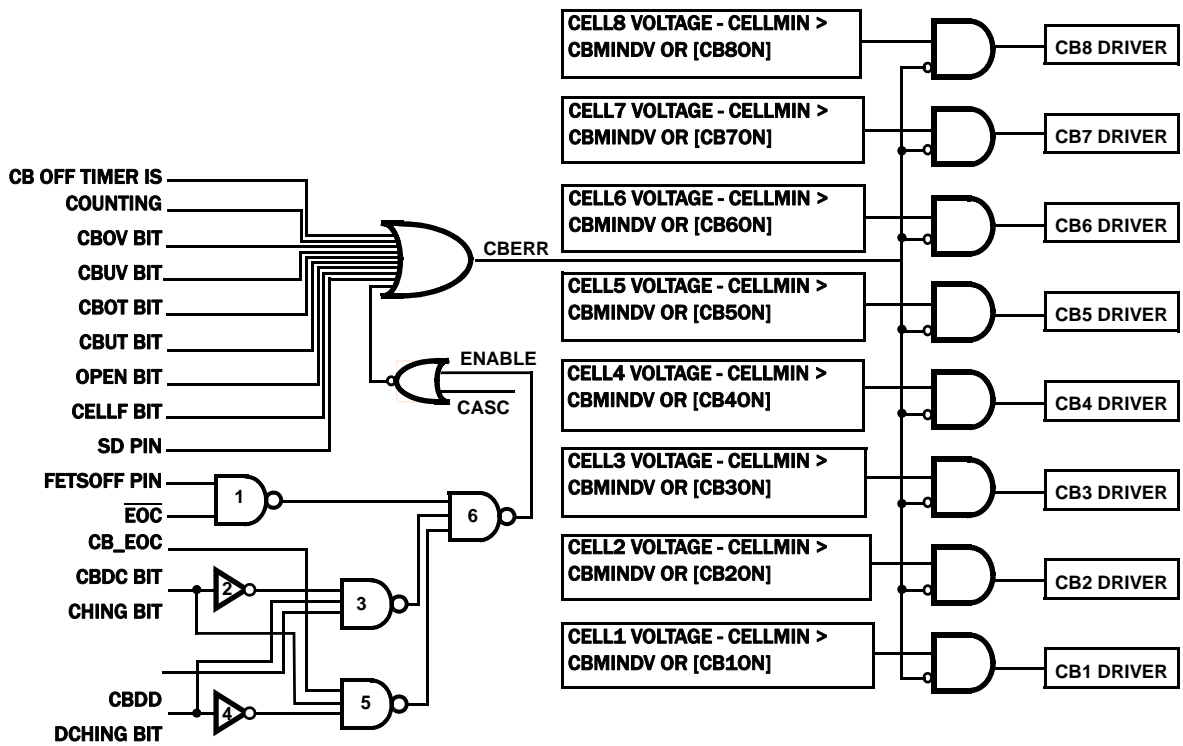 CB OFF TIMER IS
COUNTING
CBOV BIT
CBUV BIT
CBOT BIT
CBUT BIT
OPEN BIT
CELLF BIT
SD PIN
FETSOFF PIN
EOC
CB_EOC
CBDC BIT
CHING BIT
CBDD
DCHING BIT
1
2
3
4
5
6
CBERR
ENABLE
CASC
CELL8 VOLTAGE - CELLMIN >
CBMINDV OR [CB8ON]
CB8 DRIVER
CELL7 VOLTAGE - CELLMIN >
CBMINDV OR [CB7ON]
CB7 DRIVER
CELL6 VOLTAGE - CELLMIN >
CBMINDV OR [CB6ON]
CB6 DRIVER
CELL5 VOLTAGE - CELLMIN >
CBMINDV OR [CB5ON]
CB5 DRIVER
CELL4 VOLTAGE - CELLMIN >
CBMINDV OR [CB4ON]
CB4 DRIVER
CELL3 VOLTAGE - CELLMIN >
CBMINDV OR [CB3ON]
CB3 DRIVER
CELL2 VOLTAGE - CELLMIN >
CBMINDV OR [CB2ON]
CB2 DRIVER
CELL1 VOLTAGE - CELLMIN >
CBMINDV OR [CB1ON]
CB1 DRIVER